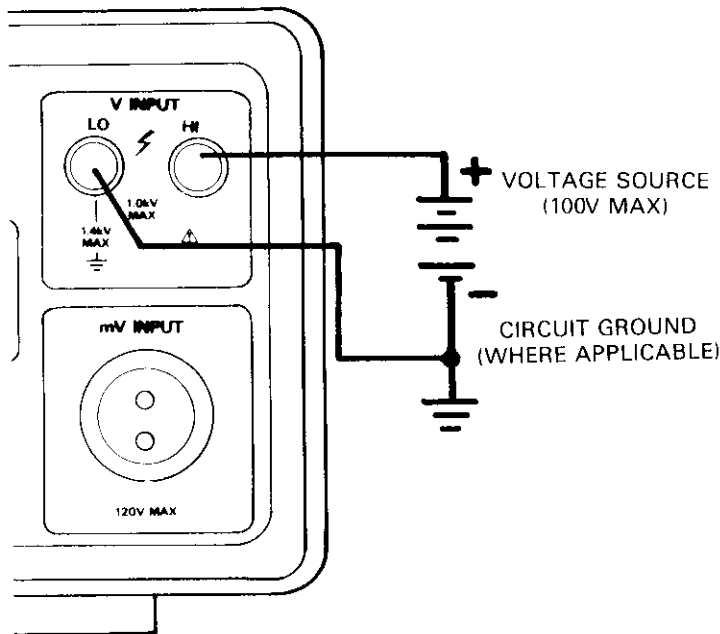 V INPUT
LO
HI
1.0kV
MAX
1.4kV
MAX
+
VOLTAGE SOURCE
(100V MAX)
−
CIRCUIT GROUND
(WHERE APPLICABLE)
mV INPUT
120V MAX